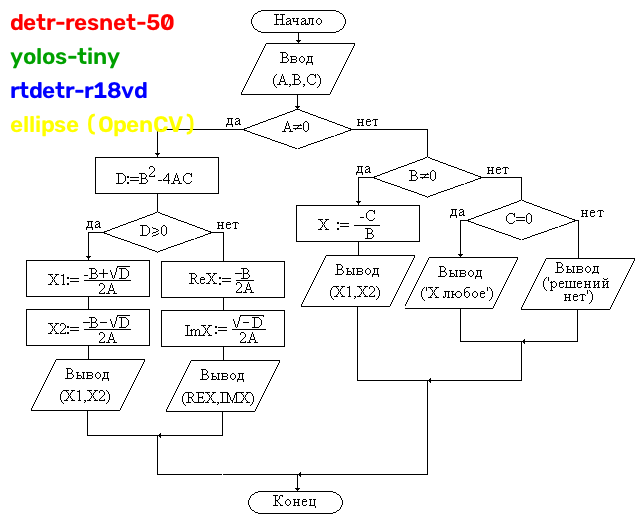 detr-resnet-50
yolos-tiny
rtdetr-r18vd
ellipse (OpenCV)
Начало
Ввод
(A,B,C)
да
A≠0
нет
D:=B²-4AC
да
B≠0
нет
да
D⩾0
нет
X := -C/B
да
C=0
нет
X1:= -B+√D/2A
ReX:= -B/2A
Вывод
(X1,X2)
Вывод
('X любое')
Вывод
('решений
нет')
X2:= -B-√D/2A
ImX:= √-D/2A
Вывод
(X1,X2)
Вывод
(REX,IMX)
Конец